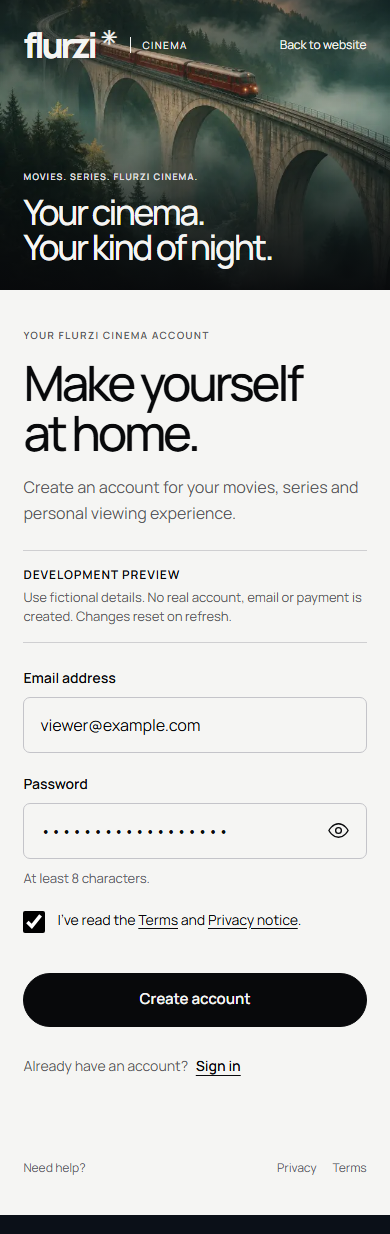 flurzi * | CINEMA
Back to website
MOVIES. SERIES. FLURZI CINEMA.
Your cinema.
Your kind of night.
YOUR FLURZI CINEMA ACCOUNT
Make yourself
at home.
Create an account for your movies, series and
personal viewing experience.
DEVELOPMENT PREVIEW
Use fictional details. No real account, email or payment is
created. Changes reset on refresh.
Email address
viewer@example.com
Password
••••••••••••••••••
At least 8 characters.
I've read the Terms and Privacy notice.
Create account
Already have an account? Sign in
Need help?
Privacy Terms